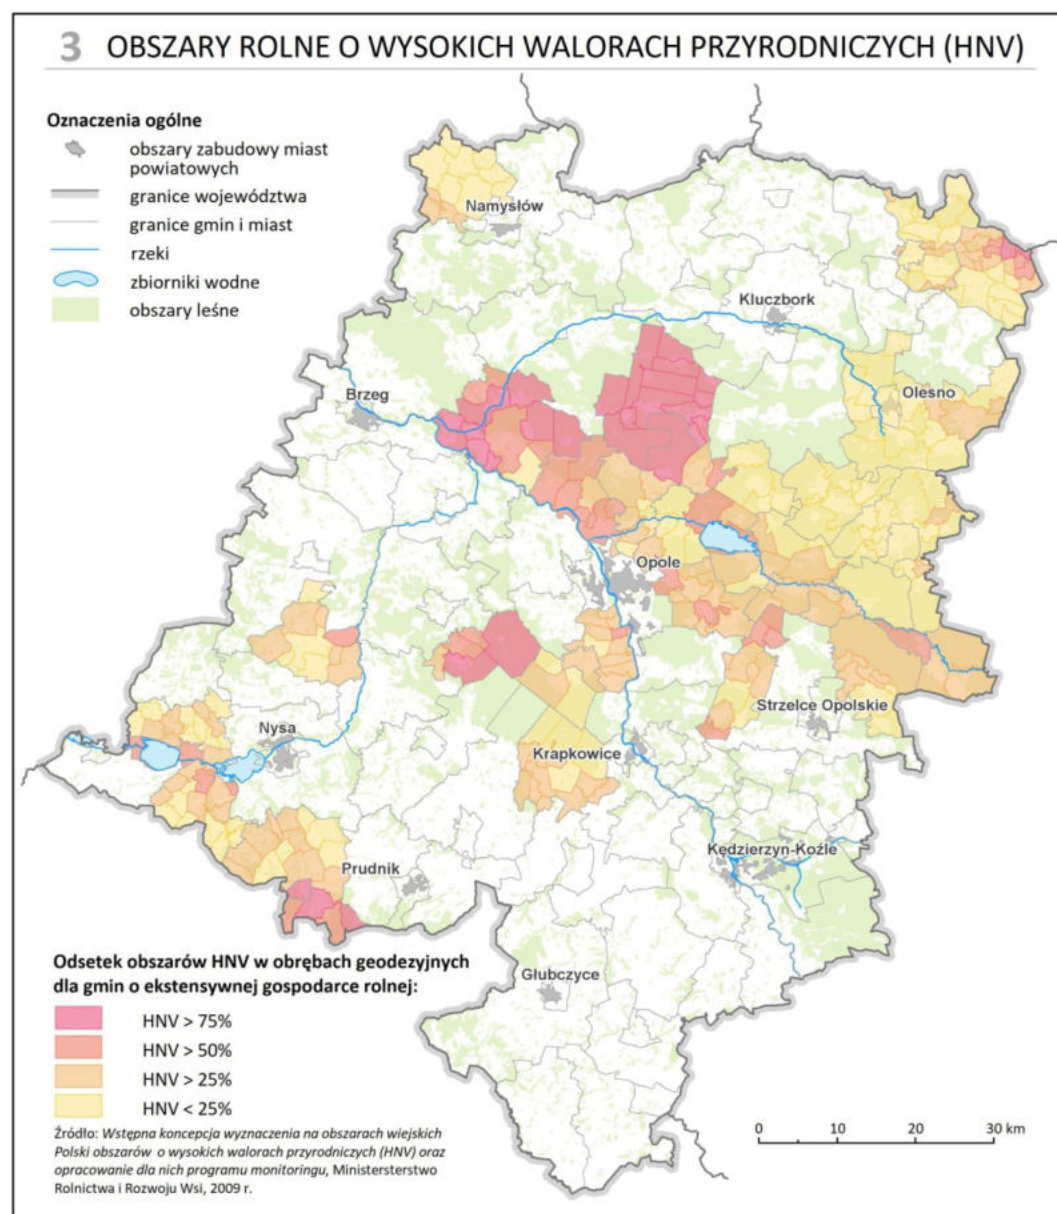 3 OBSZARY ROLNE O WYSOKICH WALORACH PRZYRODNICZYCH (HNV)
Oznaczenia ogólne
obszary zabudowy miast
powiatowych
granice województwa
granice gmin i miast
rzeki
zbiorniki wodne
obszary leśne
Namysłów
Kluczbork
Olesno
Brzeg
Opole
Strzelce Opolskie
Nysa
Krapkowice
Kędzierzyn-Koźle
Prudnik
Głubczyce
Odsetek obszarów HNV w obrębach geodezyjnych
dla gmin o ekstensywnej gospodarce rolnej:
HNV > 75%
HNV > 50%
HNV > 25%
HNV < 25%
Źródło: Wstępna koncepcja wyznaczenia na obszarach wiejskich
Polski obszarów o wysokich walorach przyrodniczych (HNV) oraz
opracowanie dla nich programu monitoringu, Ministersterstwo
Rolnictwa i Rozwoju Wsi, 2009 r.
0 10 20 30 km